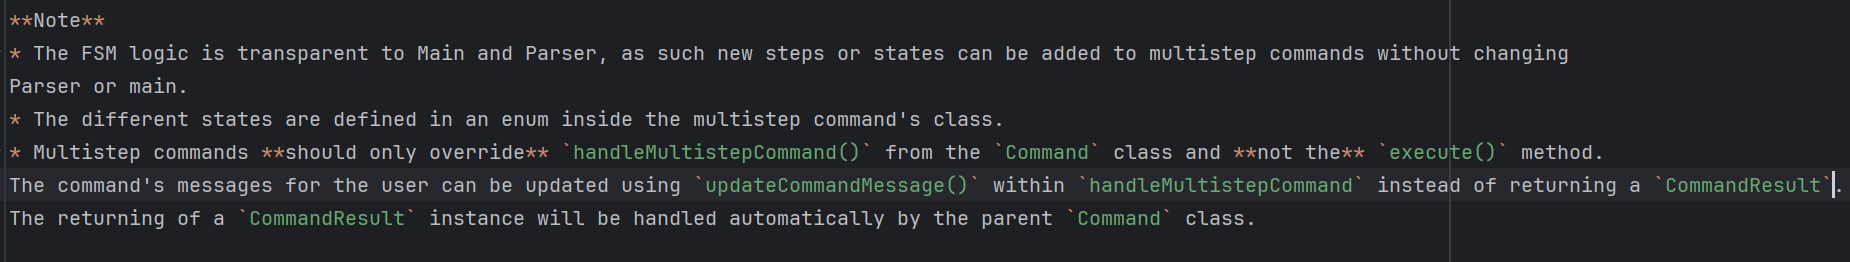 **Note**
* The FSM logic is transparent to Main and Parser, as such new steps or states can be added to multistep commands without changing
Parser or main.
* The different states are defined in an enum inside the multistep command's class.
* Multistep commands **should only override** `handleMultistepCommand()` from the `Command` class and **not the** `execute()` method.
The command's messages for the user can be updated using `updateCommandMessage()` within `handleMultistepCommand` instead of returning a `CommandResult`.
The returning of a `CommandResult` instance will be handled automatically by the parent `Command` class.